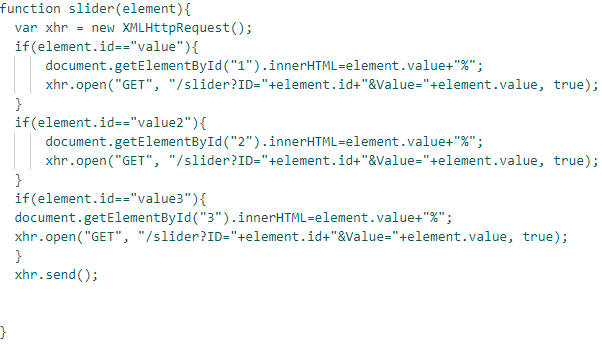 function slider(element){
  var xhr = new XMLHttpRequest();
  if(element.id=="value"){
      document.getElementById("1").innerHTML=element.value+"%";
      xhr.open("GET", "/slider?ID="+element.id+"&Value="+element.value, true);
  }
  if(element.id=="value2"){
      document.getElementById("2").innerHTML=element.value+"%";
      xhr.open("GET", "/slider?ID="+element.id+"&Value="+element.value, true);
  }
  if(element.id=="value3"){
  document.getElementById("3").innerHTML=element.value+"%";
  xhr.open("GET", "/slider?ID="+element.id+"&Value="+element.value, true);
  }
  xhr.send();
}